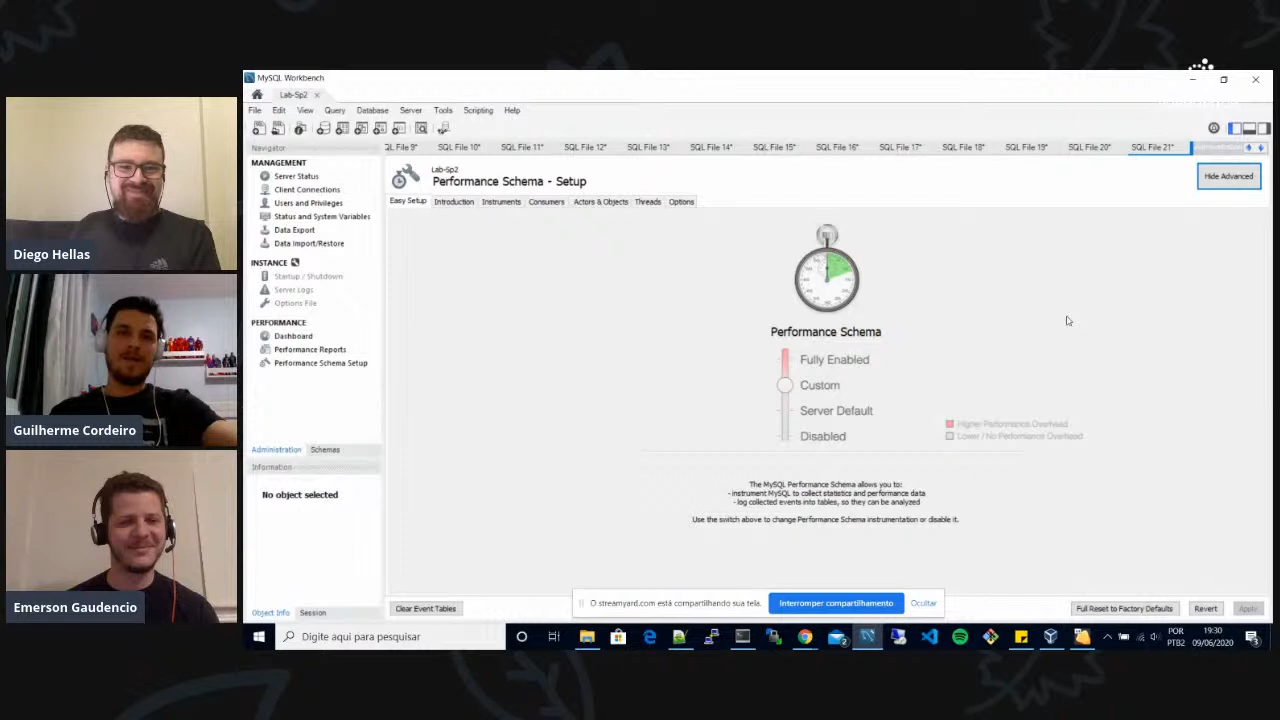 Diego Hellas
Guilherme Cordeiro
Emerson Gaudencio
MySQL Workbench
Lab-Sp2
File Edit View Query Database Server Tools Scripting Help
Navigator
MANAGEMENT
Server Status
Client Connections
Users and Privileges
Status and System Variables
Data Export
Data Import/Restore
INSTANCE
Startup / Shutdown
Server Logs
Options File
PERFORMANCE
Dashboard
Performance Reports
Performance Schema Setup
Administration Schemas
Information
No object selected
Object Info Session
QL File 9* SQL File 10* SQL File 11* SQL File 12* SQL File 13* SQL File 14* SQL File 15* SQL File 16* SQL File 17* SQL File 18* SQL File 19* SQL File 20* SQL File 21*
Lab-Sp2
Performance Schema - Setup
Hide Advanced
Easy Setup Introduction Instruments Consumers Actors & Objects Threads Options
Performance Schema
Fully Enabled
Custom
Server Default
Disabled
Higher Performance Overhead
Lower / No Performance Overhead
The MySQL Performance Schema allows you to:
- instrument MySQL to collect statistics and performance data
- log collected events into tables, so they can be analyzed
Use the switch above to change Performance Schema instrumentation or disable it.
Clear Event Tables
O streamyard.com está compartilhando sua tela. Interromper compartilhamento Ocultar
Full Reset to Factory Defaults Revert Apply
Digite aqui para pesquisar
POR
PTB2
19:30
09/06/2020